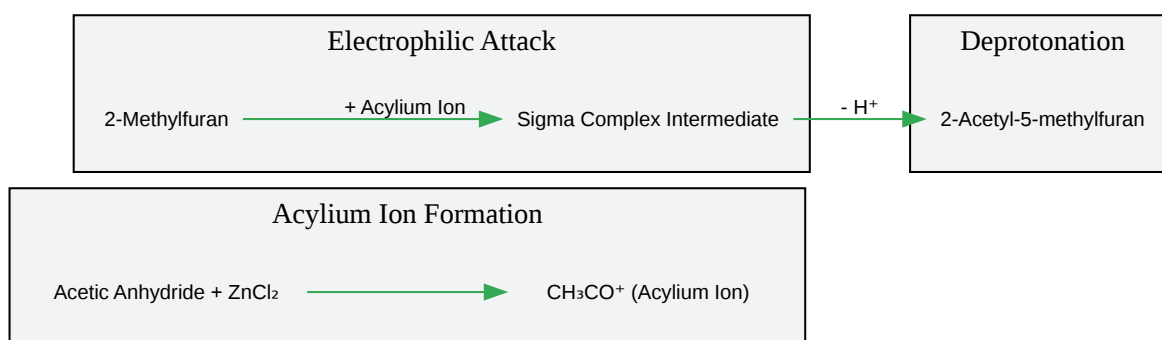 Electrophilic Attack
2-Methylfuran
+ Acylium Ion
Sigma Complex Intermediate
- H⁺
Deprotonation
2-Acetyl-5-methylfuran
Acylium Ion Formation
Acetic Anhydride + ZnCl₂
CH₃CO⁺ (Acylium Ion)